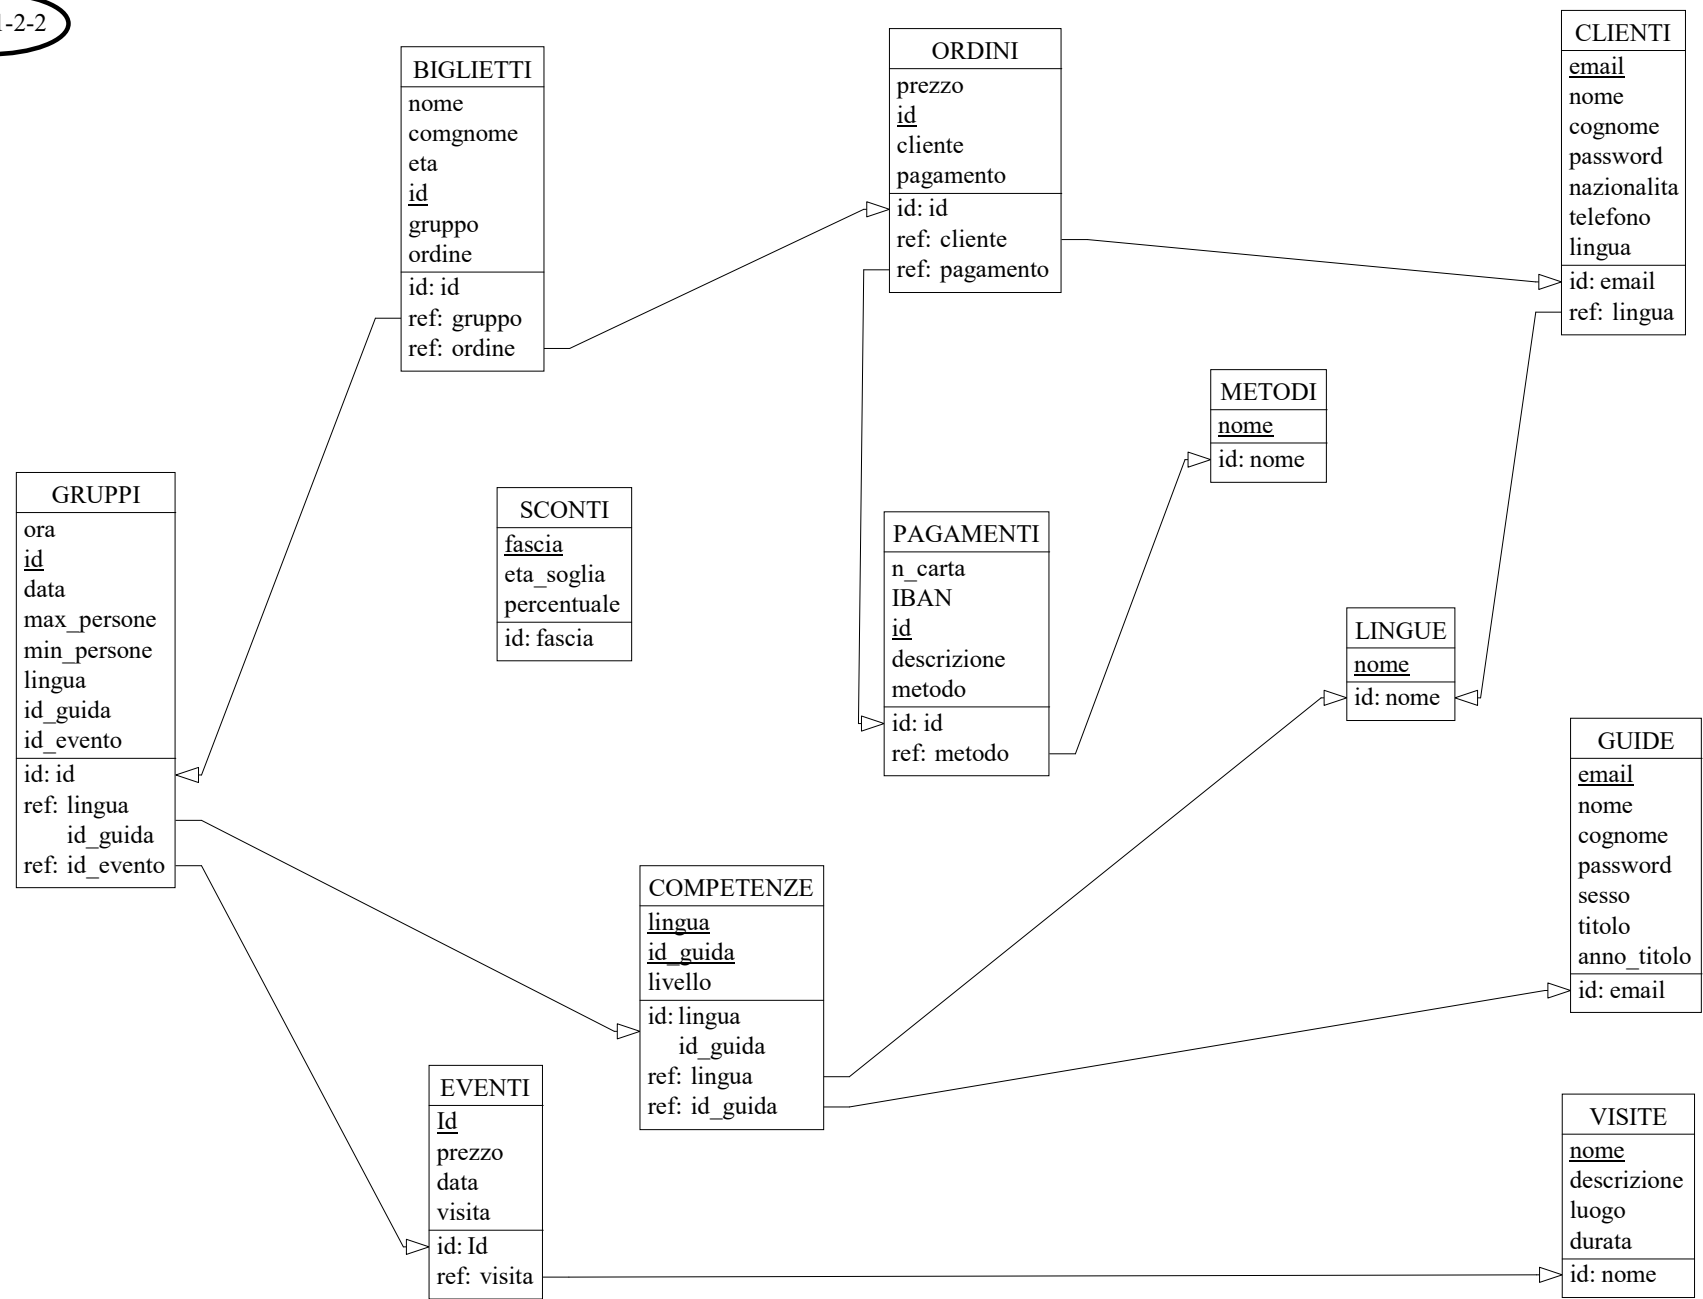 1-2-2
BIGLIETTI
nome
comgnome
eta
id
gruppo
ordine
id: id
ref: gruppo
ref: ordine
ORDINI
prezzo
id
cliente
pagamento
id: id
ref: cliente
ref: pagamento
CLIENTI
email
nome
cognome
password
nazionalita
telefono
lingua
id: email
ref: lingua
METODI
nome
id: nome
GRUPPI
ora
id
data
max_persone
min_persone
lingua
id_guida
id_evento
id: id
ref: lingua
id_guida
ref: id_evento
SCONTI
fascia
eta_soglia
percentuale
id: fascia
PAGAMENTI
n_carta
IBAN
id
descrizione
metodo
id: id
ref: metodo
LINGUE
nome
id: nome
GUIDE
email
nome
cognome
password
sesso
titolo
anno_titolo
id: email
COMPETENZE
lingua
id_guida
livello
id: lingua
id_guida
ref: lingua
ref: id_guida
EVENTI
Id
prezzo
data
visita
id: Id
ref: visita
VISITE
nome
descrizione
luogo
durata
id: nome